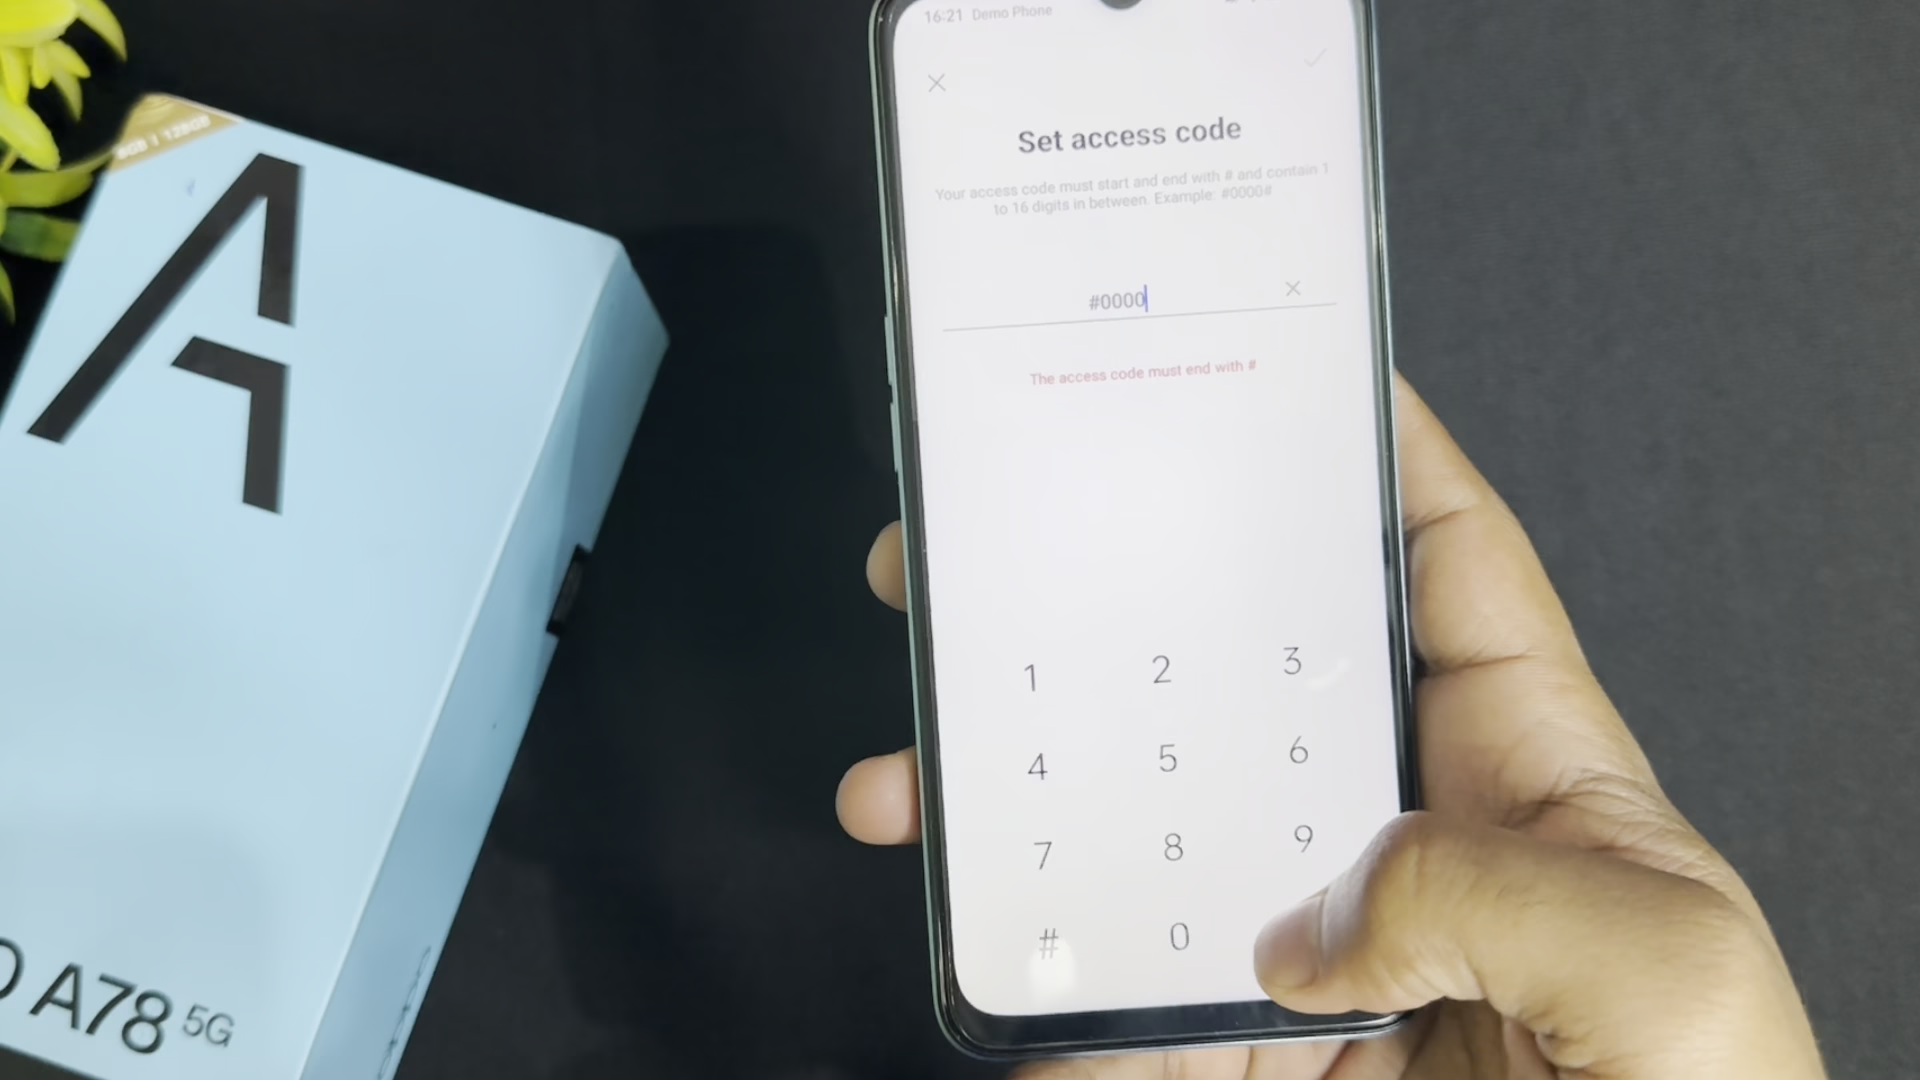 8GB | 128GB
A
O A78 5G
16:21 Demo Phone
Set access code
Your access code must start and end with # and contain 1
to 16 digits in between. Example: #0000#
#0000
The access code must end with #
1 2 3
4 5 6
7 8 9
# 0